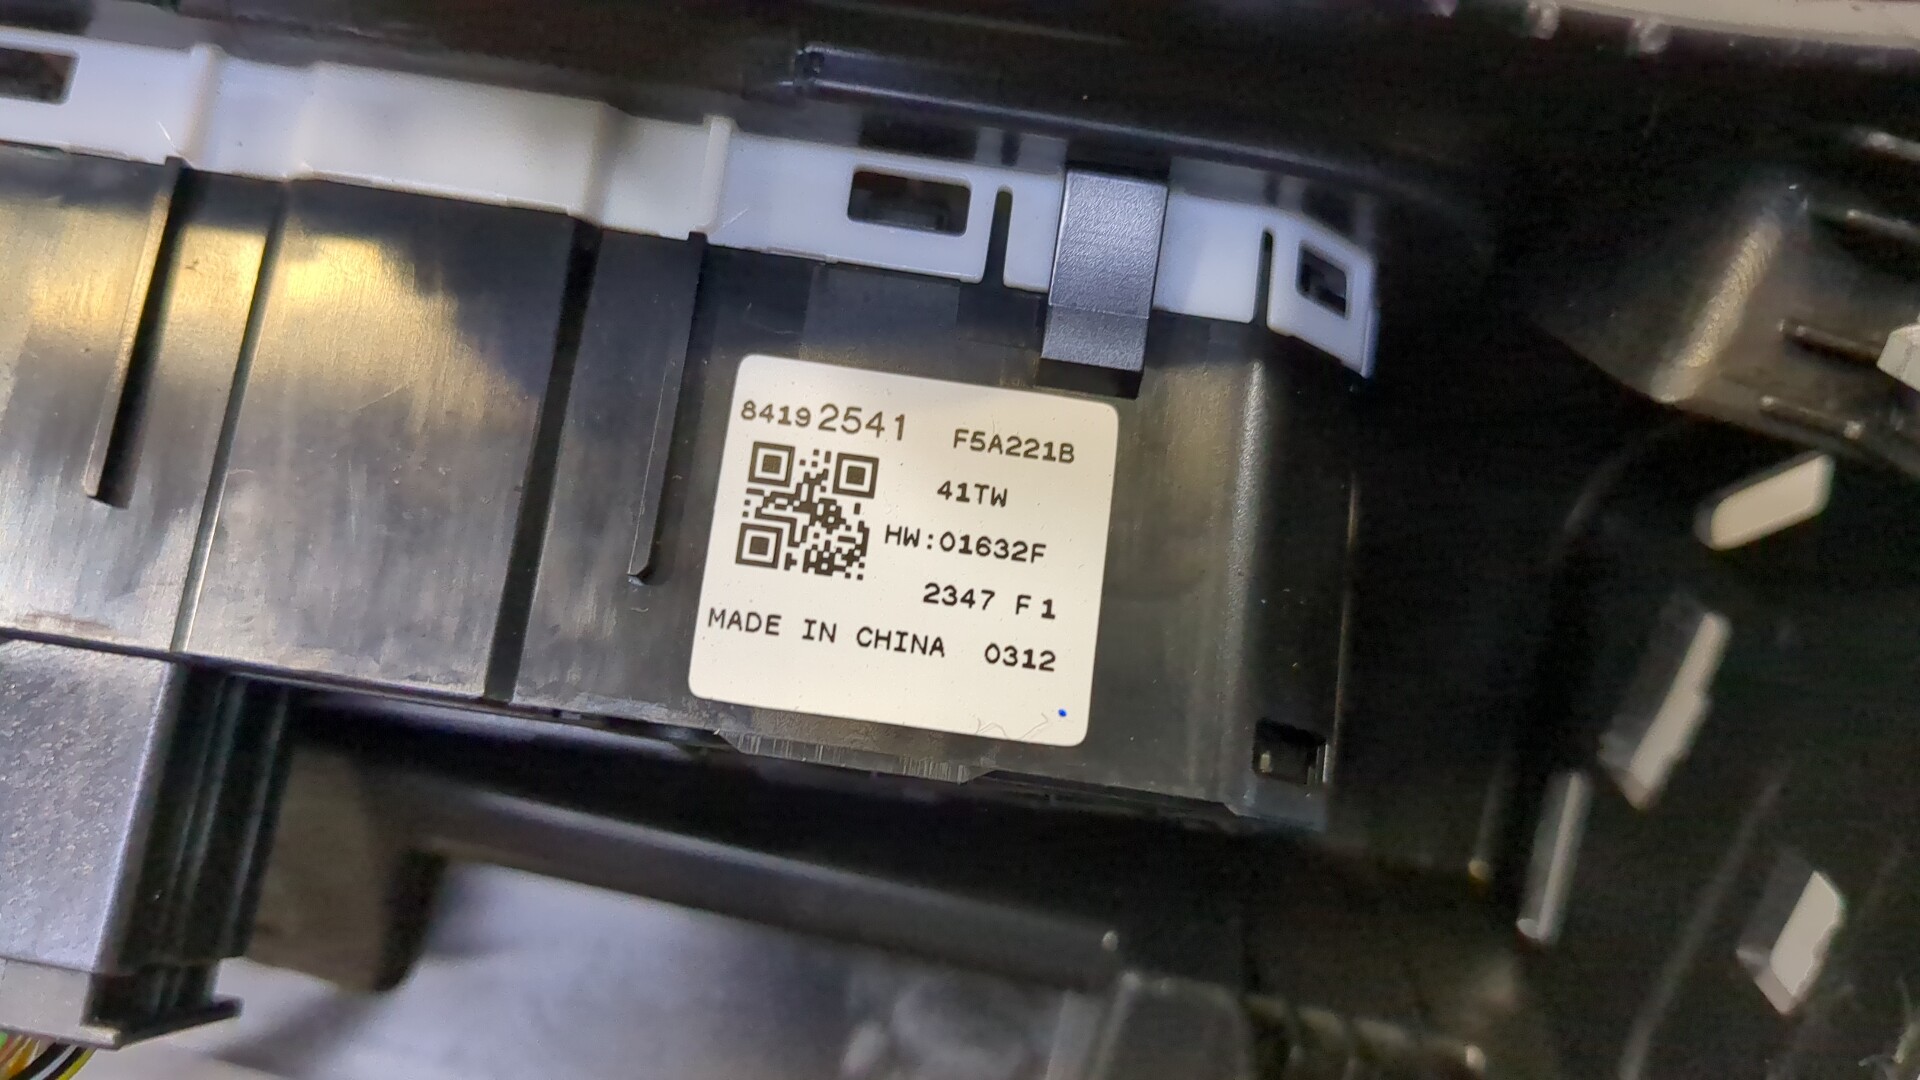 84192541 F5A221B
41TW
HW:01632F
2347 F1
MADE IN CHINA 0312